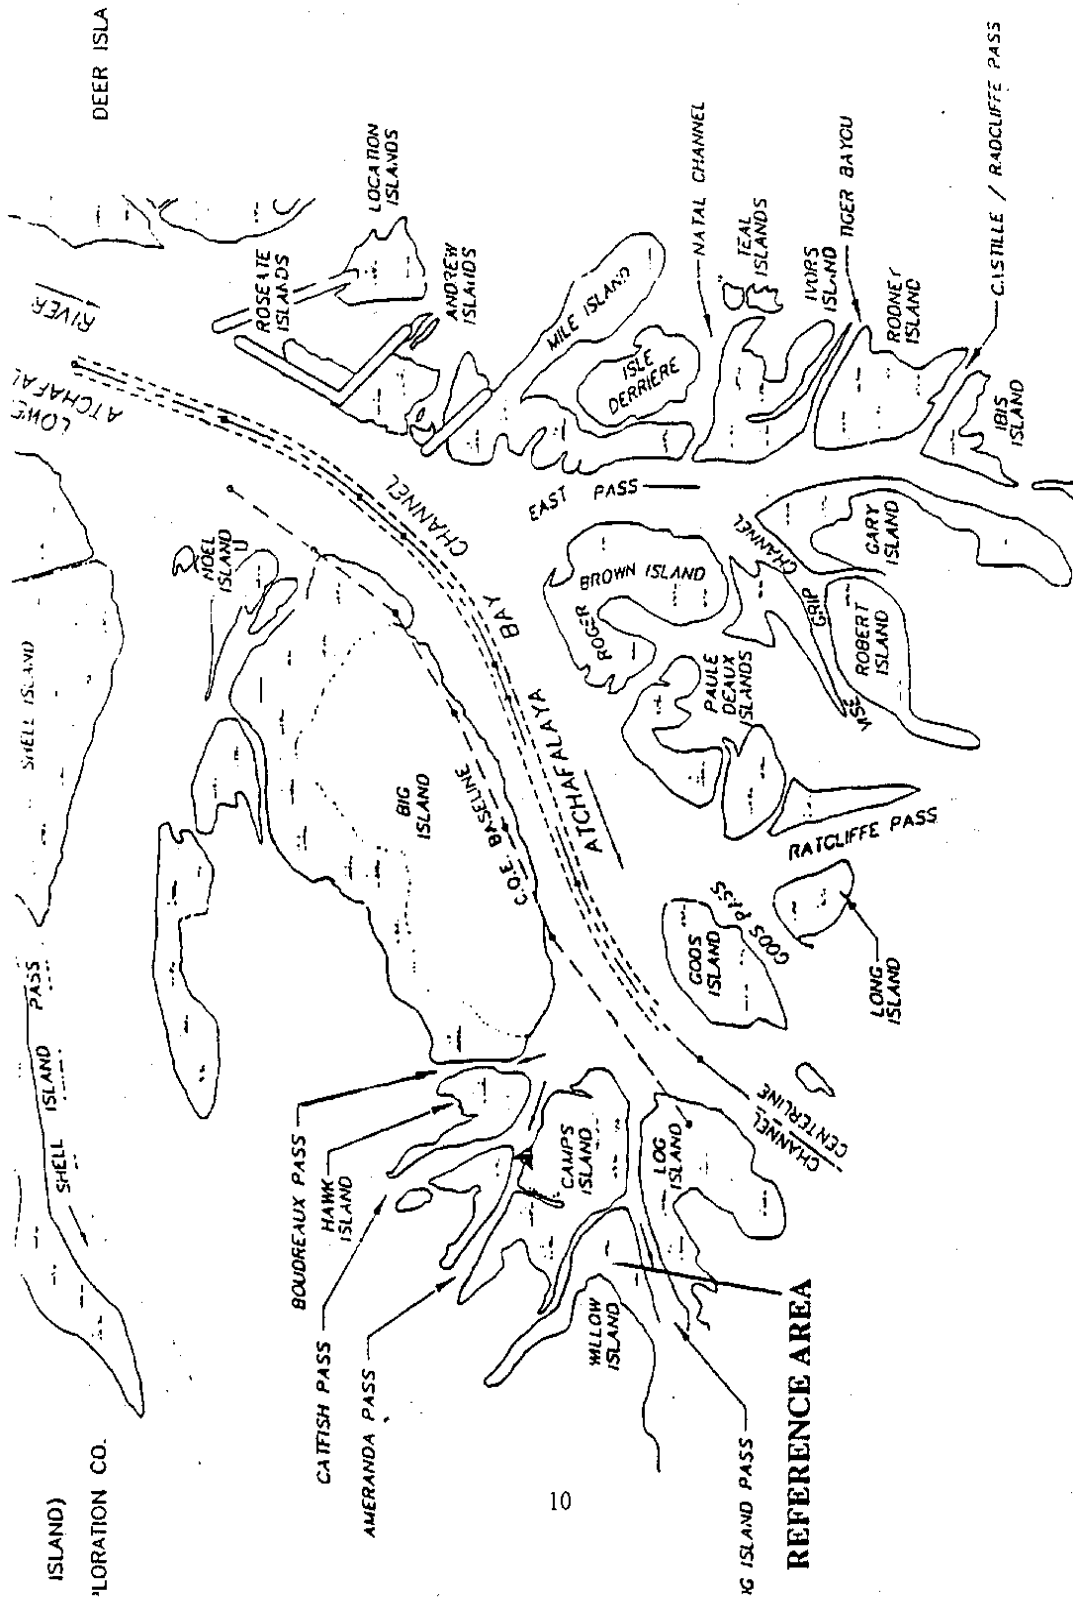 ISLAND)
LORATION CO.
DEER ISLA
SHELL ISLAND
SHELL ISLAND PASS
RIVER
ATCHAFAL
NOEL
ISLAND
ROSEATE
ISLANDS
LOCATION
ISLANDS
ANDREW
ISLANDS
MILE ISLAND
ISLE
DERRIERE
NATAL CHANNEL
TEAL
ISLANDS
IVORS
ISLAND
TIGER BAYOU
RODNEY
ISLAND
CASTILLE / RADCLIFFE PASS
IBIS
ISLAND
EAST PASS
GARY
ISLAND
VISE GRIP CHANNEL
ROBERT
ISLAND
ROGER BROWN ISLAND
PAULE
DEAUX
ISLANDS
RATCLIFFE PASS
ATCHAFALAYA BAY CHANNEL
C.O.E. BASELINE
BIG
ISLAND
GOOS
ISLAND
GOOS PASS
LONG
ISLAND
CHANNEL
CENTERLINE
BOUDREAUX PASS
HAWK
ISLAND
CATFISH PASS
AMERANDA PASS
CAMPS
ISLAND
LOG
ISLAND
WILLOW
ISLAND
G ISLAND PASS
REFERENCE AREA
10